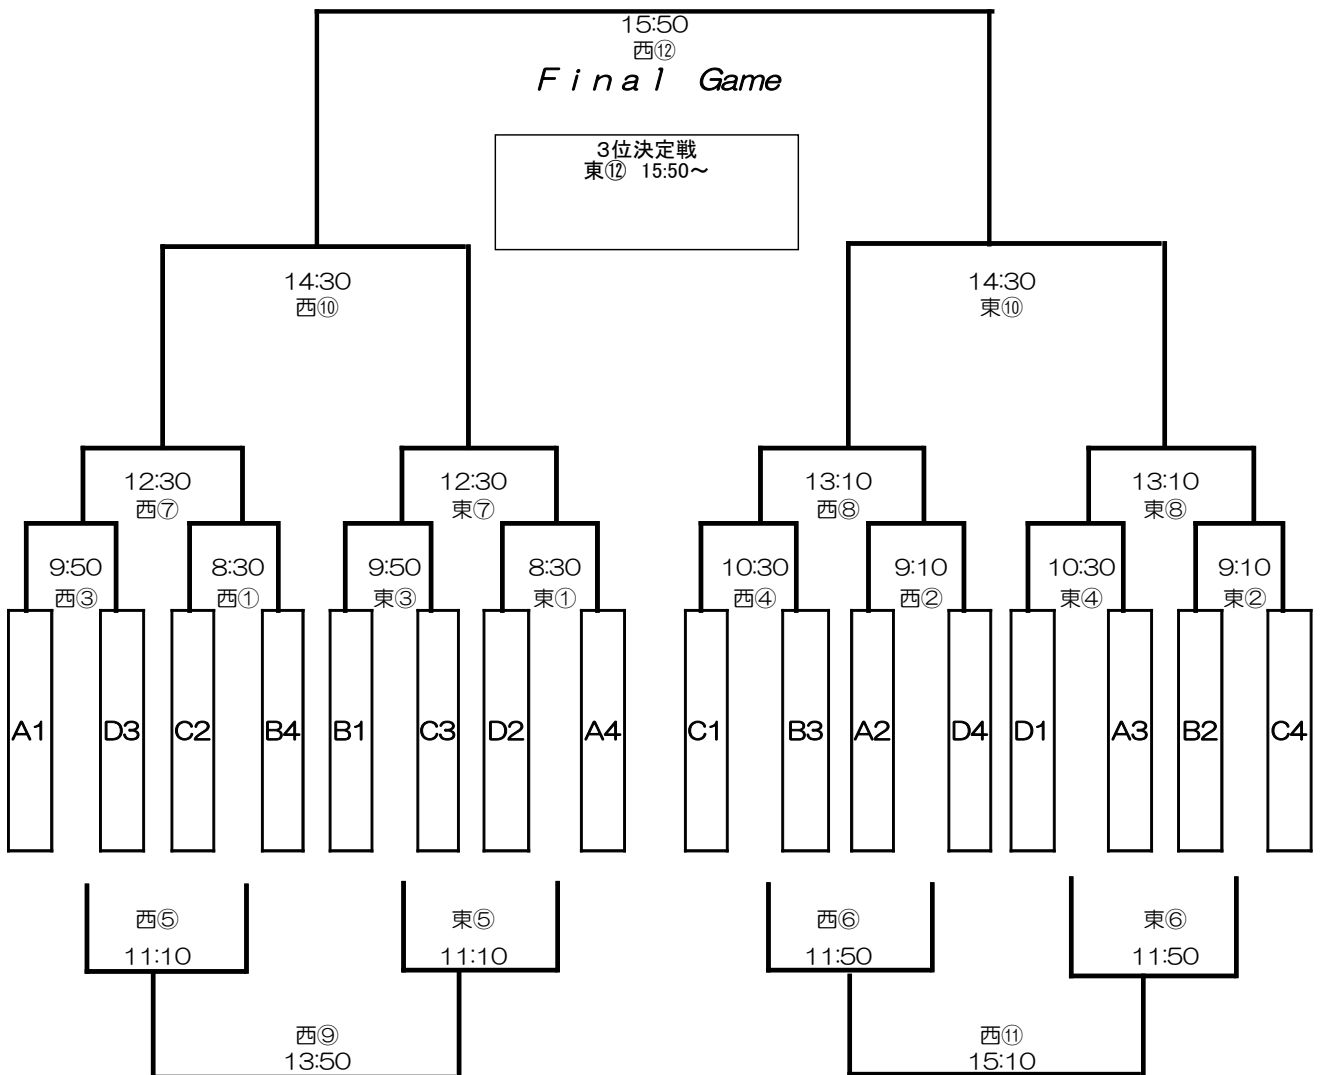 15:50
西⑫
Final Game
3位決定戦
東⑫ 15:50～
14:30
西⑩
14:30
東⑩
12:30
西⑦
12:30
東⑦
13:10
西⑧
13:10
東⑧
9:50
西③
8:30
西①
9:50
東③
8:30
東①
10:30
西④
9:10
西②
10:30
東④
9:10
東②
A1 D3 C2 B4 B1 C3 D2 A4 C1 B3 A2 D4 D1 A3 B2 C4
西⑤
11:10
東⑤
11:10
西⑥
11:50
東⑥
11:50
西⑨
13:50
西⑪
15:10